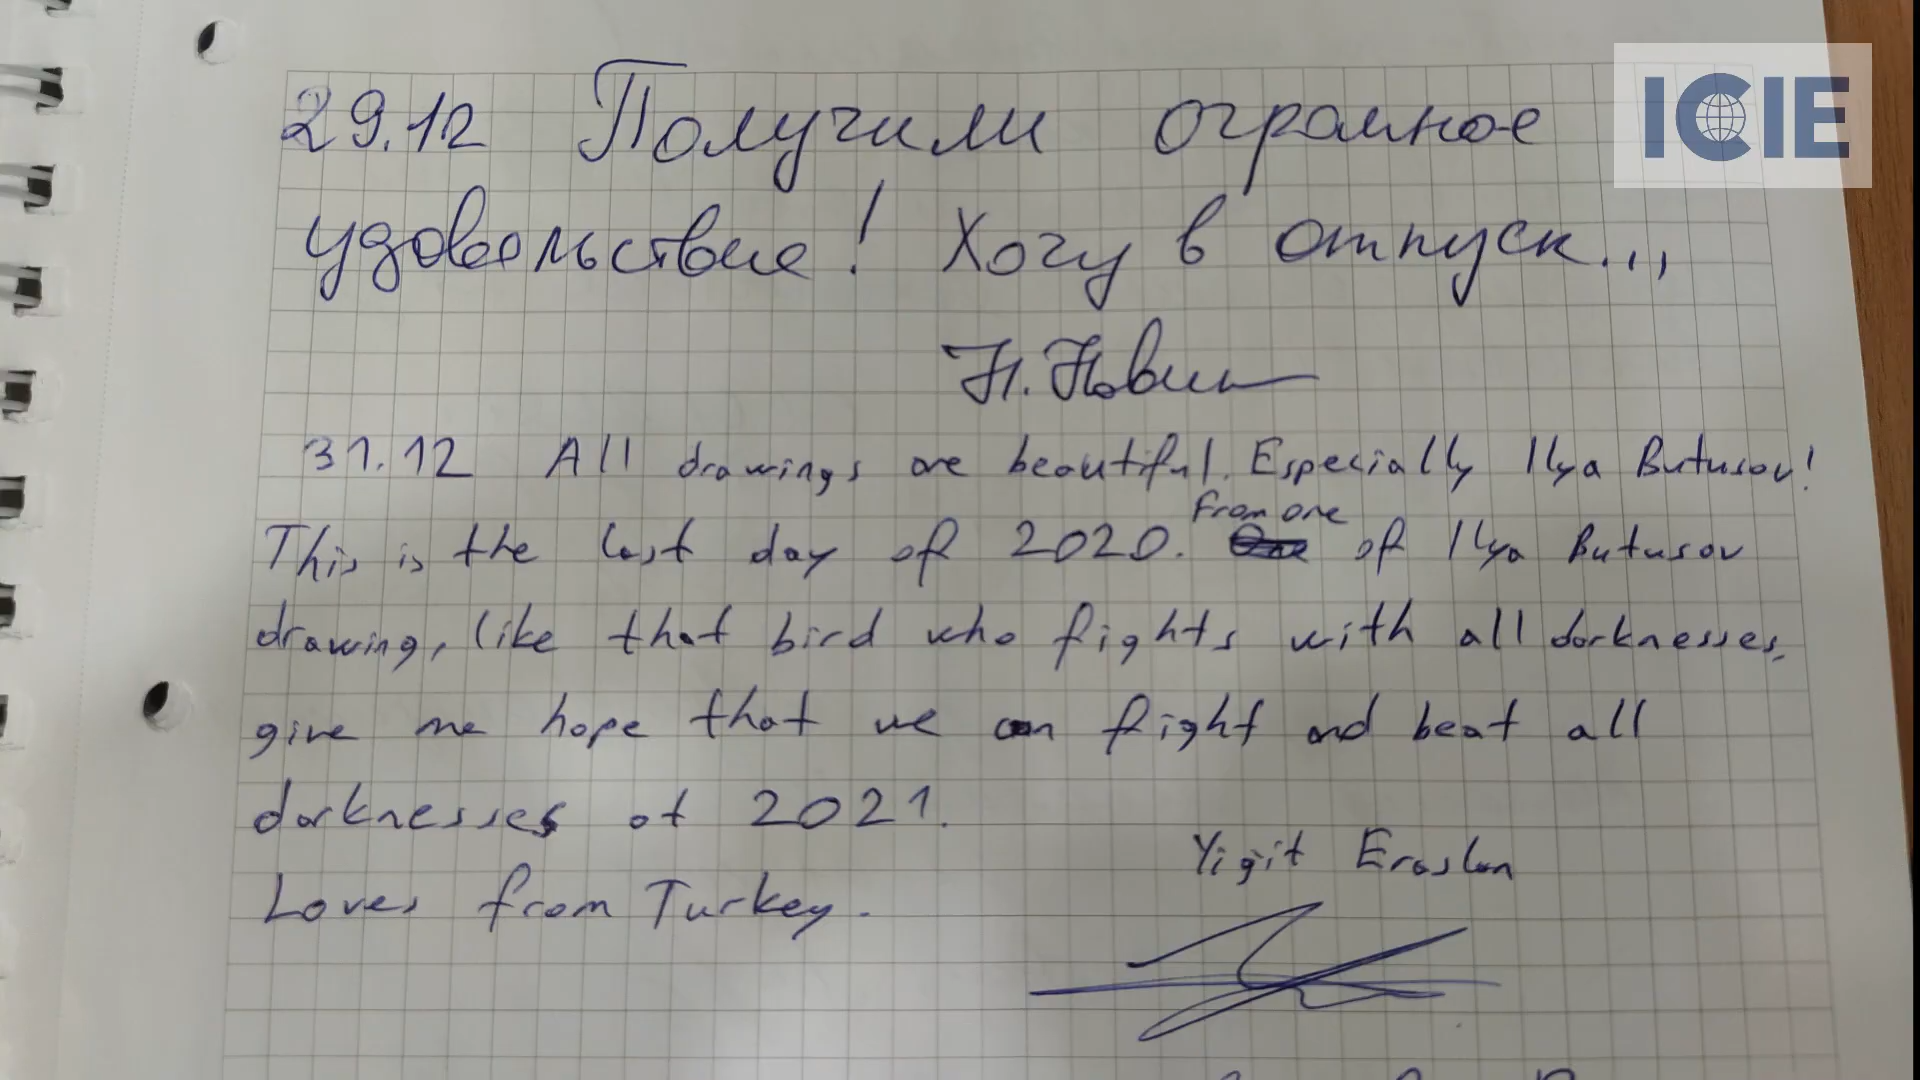 ICIE
29.12 Получили огромное
удовольствие! Хочу в отпуск...
Н.
31.12 All drawings are beautiful. Especially Ilya Butusov!
This is the last day of 2020. From one of Ilya Butusov
drawing, like that bird who fights with all darknesses,
give me hope that we can fight and beat all
darknesses at 2021.
Yiğit Eraslan
Loves from Turkey.